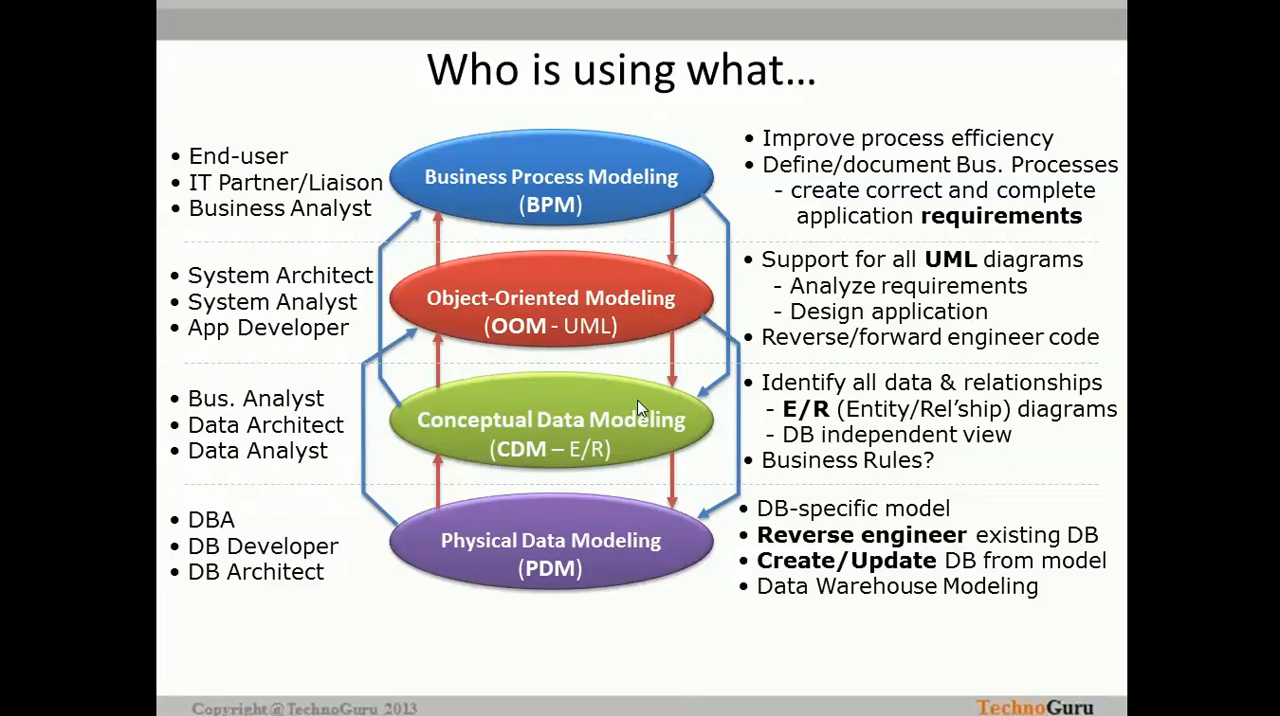 Who is using what...
• End-user
• IT Partner/Liaison
• Business Analyst
Business Process Modeling
(BPM)
• Improve process efficiency
• Define/document Bus. Processes
- create correct and complete
application requirements
• System Architect
• System Analyst
• App Developer
Object-Oriented Modeling
(OOM - UML)
• Support for all UML diagrams
- Analyze requirements
- Design application
• Reverse/forward engineer code
• Bus. Analyst
• Data Architect
• Data Analyst
Conceptual Data Modeling
(CDM – E/R)
• Identify all data & relationships
- E/R (Entity/Rel’ship) diagrams
- DB independent view
• Business Rules?
• DBA
• DB Developer
• DB Architect
Physical Data Modeling
(PDM)
• DB-specific model
• Reverse engineer existing DB
• Create/Update DB from model
• Data Warehouse Modeling
Copyright@TechnoGuru 2013
TechnoGuru